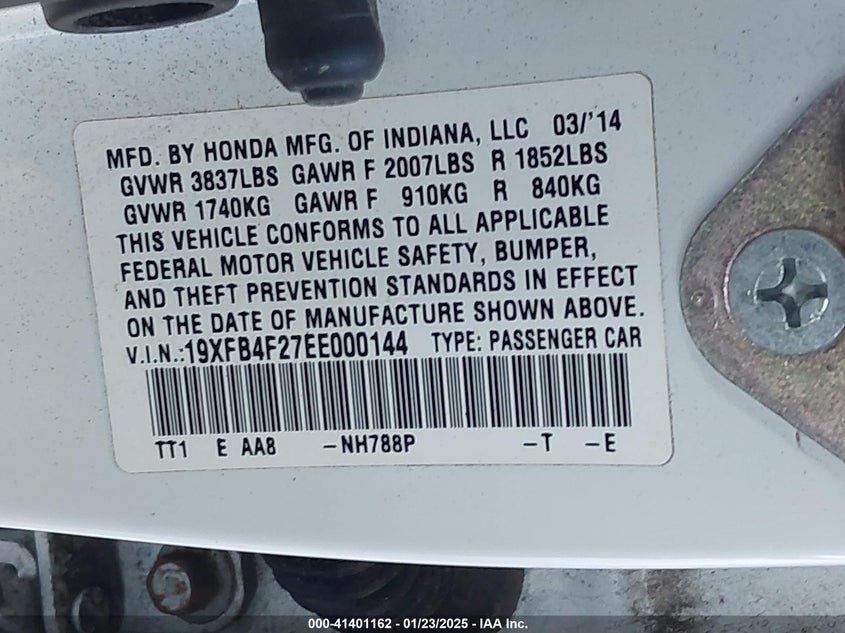 MFD. BY HONDA MFG. OF INDIANA, LLC 03/'14
GVWR 3837LBS GAWR F 2007LBS R 1852LBS
GVWR 1740KG GAWR F 910KG R 840KG
THIS VEHICLE CONFORMS TO ALL APPLICABLE
FEDERAL MOTOR VEHICLE SAFETY, BUMPER,
AND THEFT PREVENTION STANDARDS IN EFFECT
ON THE DATE OF MANUFACTURE SHOWN ABOVE.
V.I.N.:19XFB4F27EE000144 TYPE: PASSENGER CAR
TT1 E AA8 –NH788P –T –E
000-41401162 - 01/23/2025 - IAA Inc.